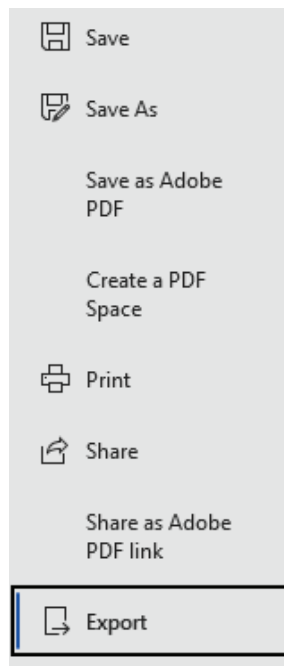 Save
Save As
Save as Adobe
PDF
Create a PDF
Space
Print
Share
Share as Adobe
PDF link
Export